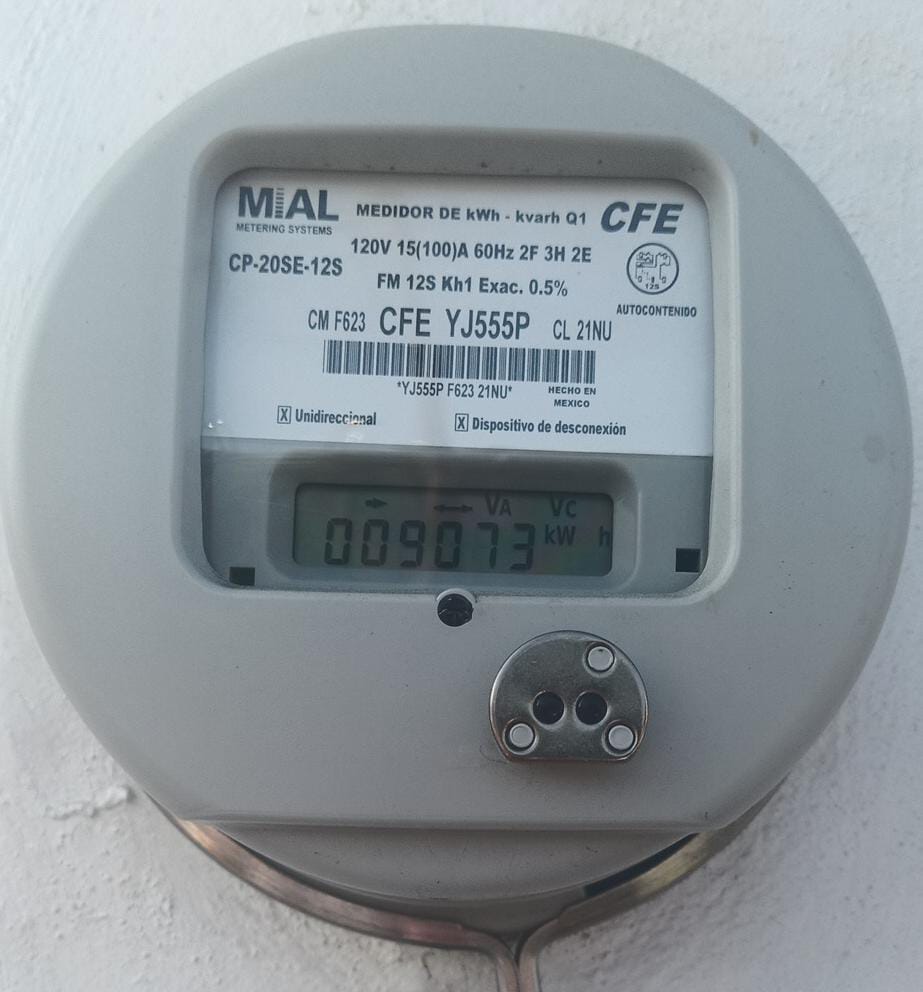 MIAL
METERING SYSTEMS
MEDIDOR DE kWh - kvarh Q1
CFE
CP-20SE-12S
120V 15(100)A 60Hz 2F 3H 2E
FM 12S Kh1 Exac. 0.5%
12S
AUTOCONTENIDO
CM F623 CFE YJ555P CL 21NU
*YJ555P F623 21NU*
HECHO EN
MEXICO
X Unidireccional
X Dispositivo de desconexión
VA VC
009073 kW h